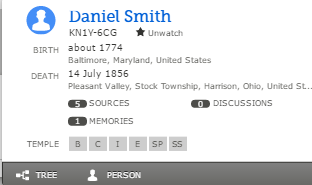 Daniel Smith
KN1Y-6CG ★ Unwatch
BIRTH about 1774
Baltimore, Maryland, United States
DEATH 14 July 1856
Pleasant Valley, Stock Township, Harrison, Ohio, United St...
5 SOURCES 0 DISCUSSIONS
1 MEMORIES
TEMPLE B C I E SP SS
TREE PERSON